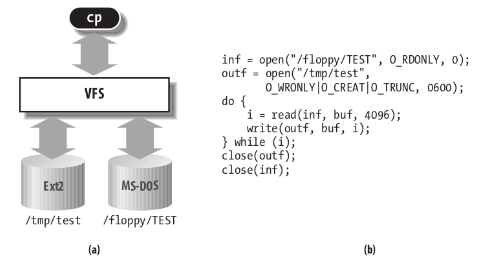 cp
VFS
Ext2
MS-DOS
/tmp/test
/floppy/TEST
(a)
inf = open("/floppy/TEST", O_RDONLY, 0);
outf = open("/tmp/test",
O_WRONLY|O_CREAT|O_TRUNC, 0600);
do {
i = read(inf, buf, 4096);
write(outf, buf, i);
} while (i);
close(outf);
close(inf);
(b)